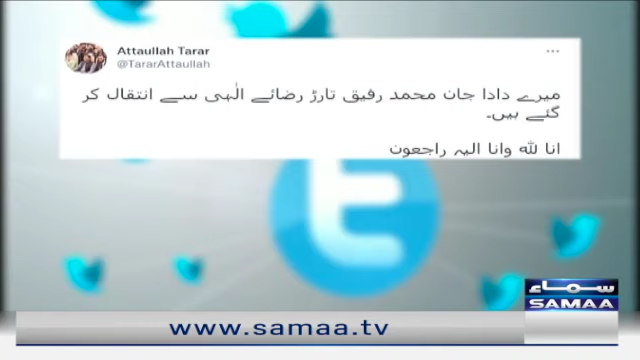 Attaullah Tarar
@TararAttaullah
میرے دادا جان محمد رفیق تارڑ رضائے الٰہی سے انتقال کر
گئے ہیں۔
انا للہ وانا الیہ راجعون
سماء
SAMAA
www.samaa.tv